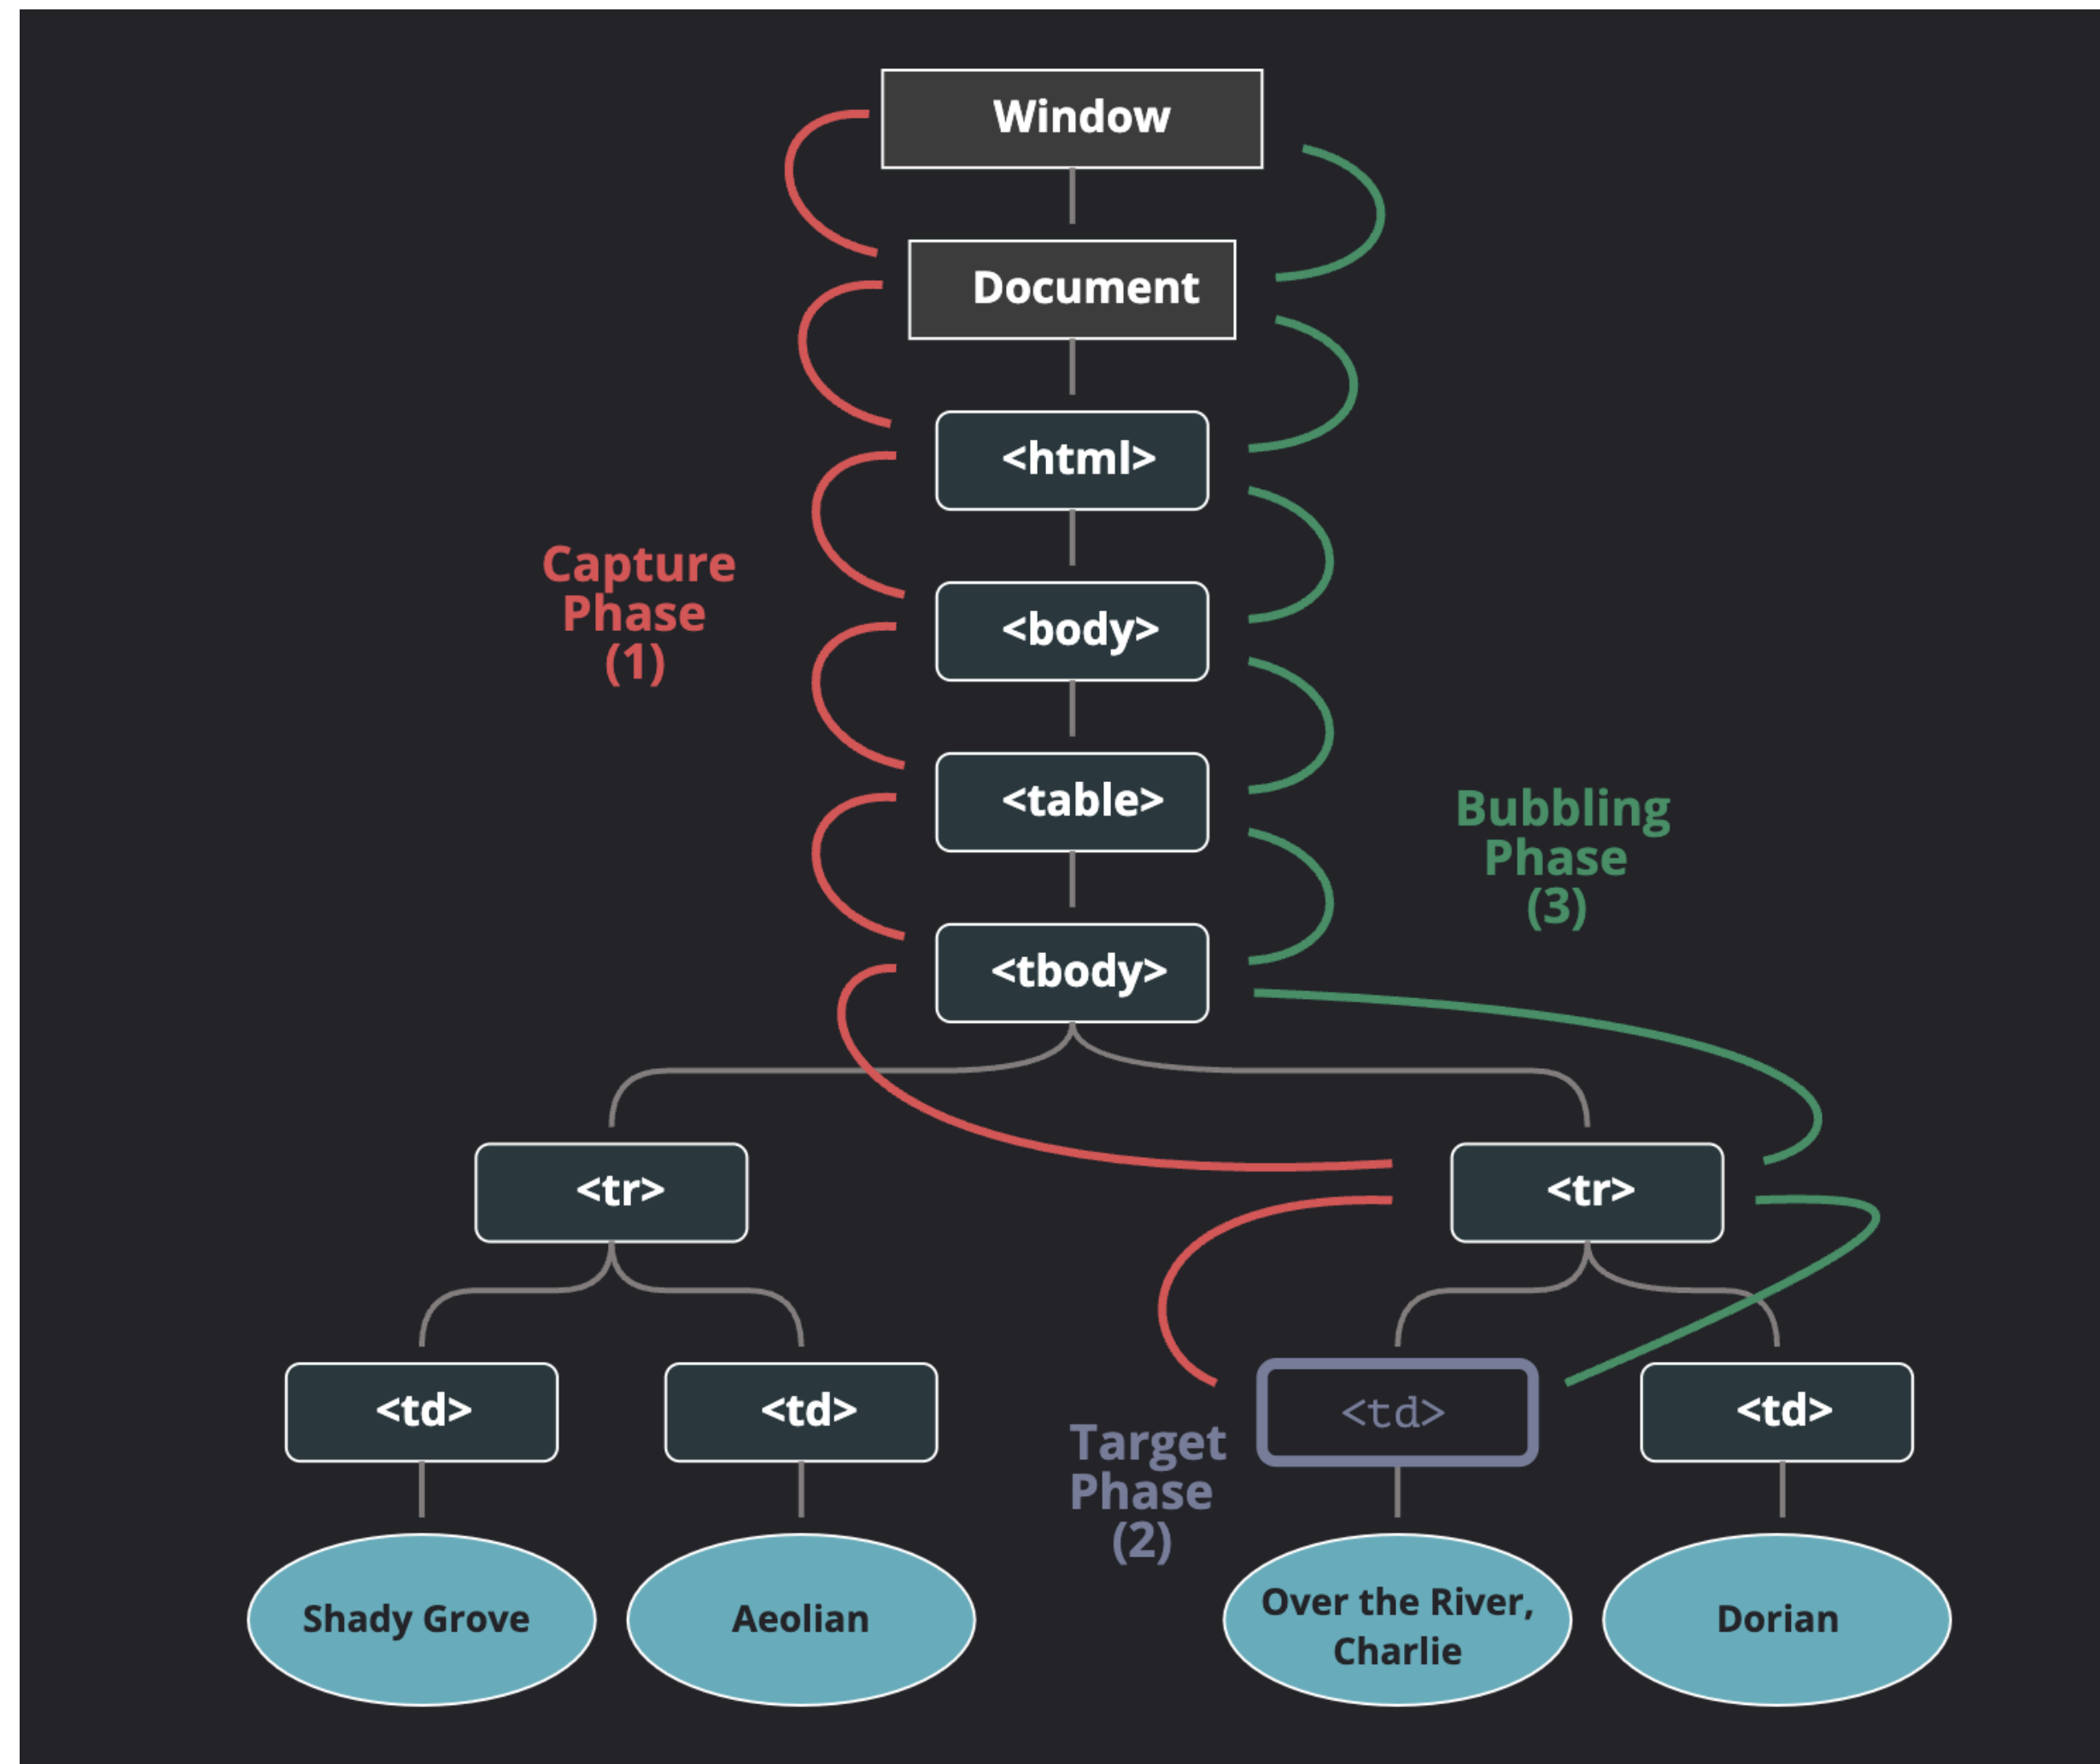 Window
Document
<html>
Capture
Phase
(1)
<body>
<table>
Bubbling
Phase
(3)
<tbody>
<tr>
<tr>
<td>
<td>
<td>
<td>
Target
Phase
(2)
Shady Grove
Aeolian
Over the River,
Charlie
Dorian